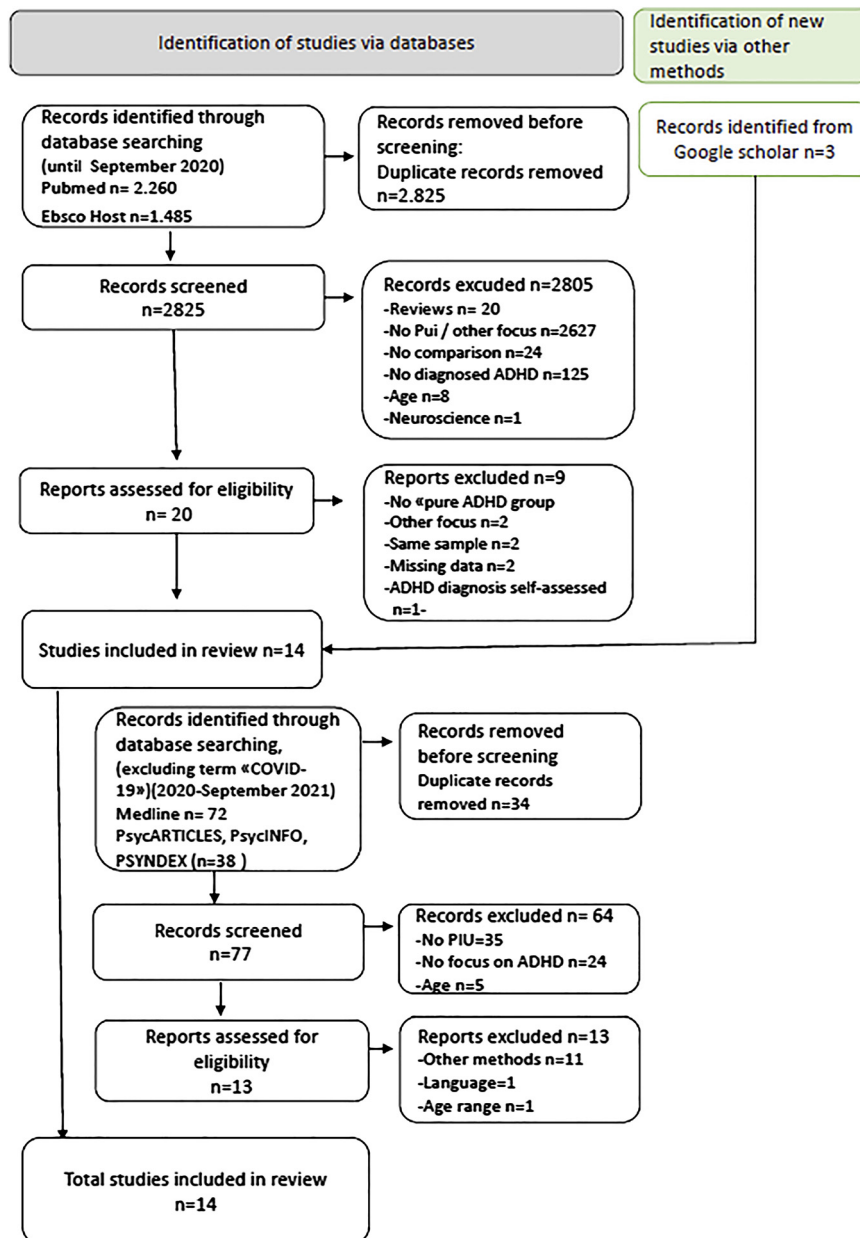 Identification of studies via databases
Identification of new
studies via other
methods
Records identified through
database searching
(until September 2020)
Pubmed n= 2.260
Ebsco Host n=1.485
Records removed before
screening:
Duplicate records removed
n=2.825
Records identified from
Google scholar n=3
Records screened
n=2825
Records excuded n=2805
-Reviews n= 20
-No Pui / other focus n=2627
-No comparison n=24
-No diagnosed ADHD n=125
-Age n=8
-Neuroscience n=1
Reports assessed for eligibility
n= 20
Reports excluded n=9
-No «pure ADHD group
-Other focus n=2
-Same sample n=2
-Missing data n=2
-ADHD diagnosis self-assessed
n=1-
Studies included in review n=14
Records identified through
database searching,
(excluding term «COVID-
19»)(2020-September 2021)
Medline n= 72
PsycARTICLES, PsycINFO,
PSYNDEX (n=38 )
Records removed
before screening
Duplicate records
removed n=34
Records screened
n=77
Records excluded n= 64
-No PIU=35
-No focus on ADHD n=24
-Age n=5
Reports assessed for
eligibility
n=13
Reports excluded n=13
-Other methods n=11
-Language=1
-Age range n=1
Total studies included in review
n=14